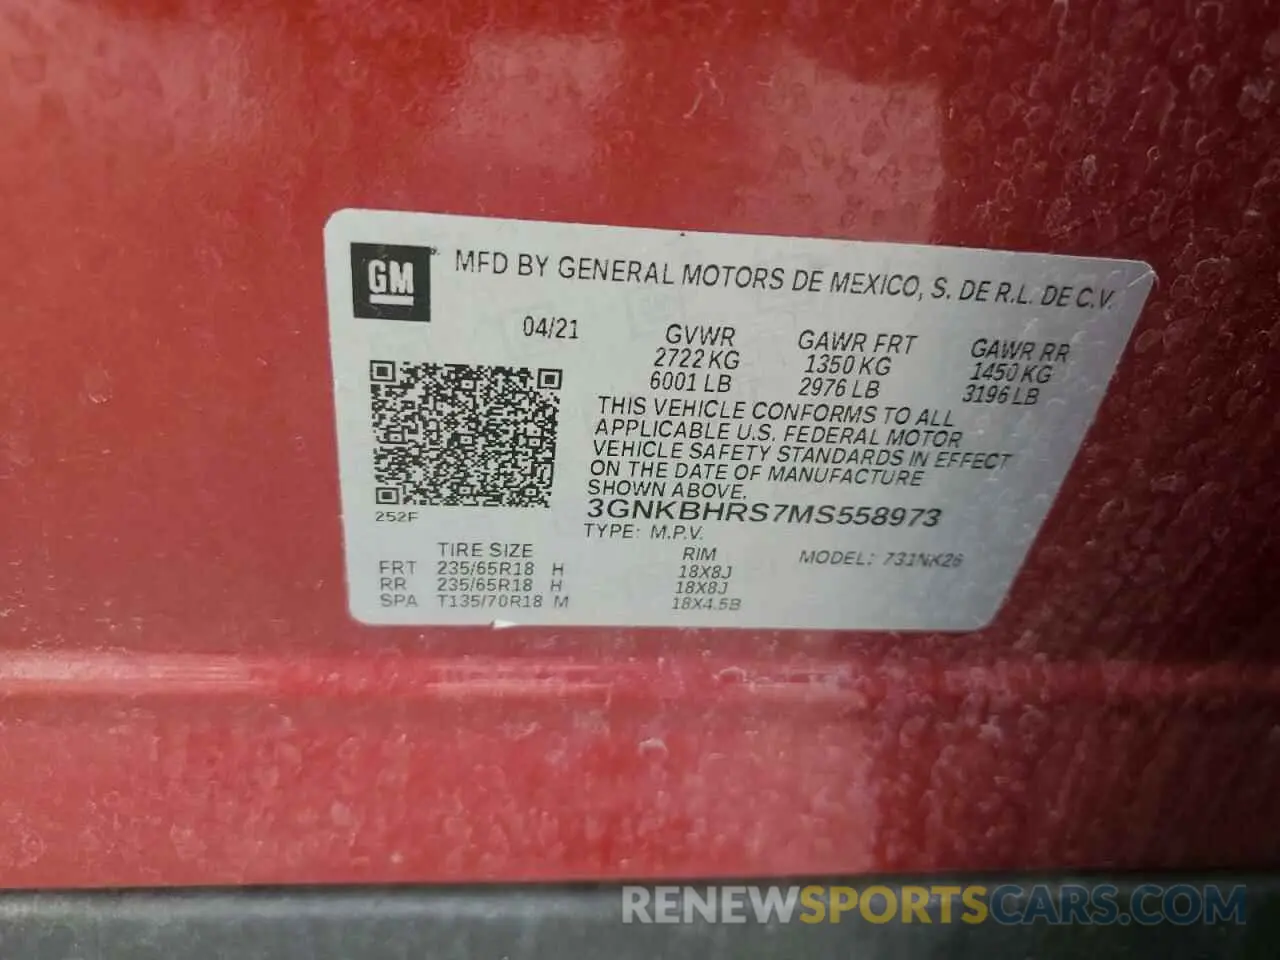 GM
MFD BY GENERAL MOTORS DE MEXICO, S. DE R.L. DE C.V.
04/21
GVWR GAWR FRT GAWR RR
2722 KG 1350 KG 1450 KG
6001 LB 2976 LB 3196 LB
THIS VEHICLE CONFORMS TO ALL
APPLICABLE U.S. FEDERAL MOTOR
VEHICLE SAFETY STANDARDS IN EFFECT
ON THE DATE OF MANUFACTURE
SHOWN ABOVE.
252F
3GNKBHRS7MS558973
TYPE: M.P.V. MODEL: 731NK26
TIRE SIZE RIM
FRT 235/65R18 H 18X8J
RR 235/65R18 H 18X8J
SPA T135/70R18 M 18X4.5B
RENEWSPORTSCARS.COM